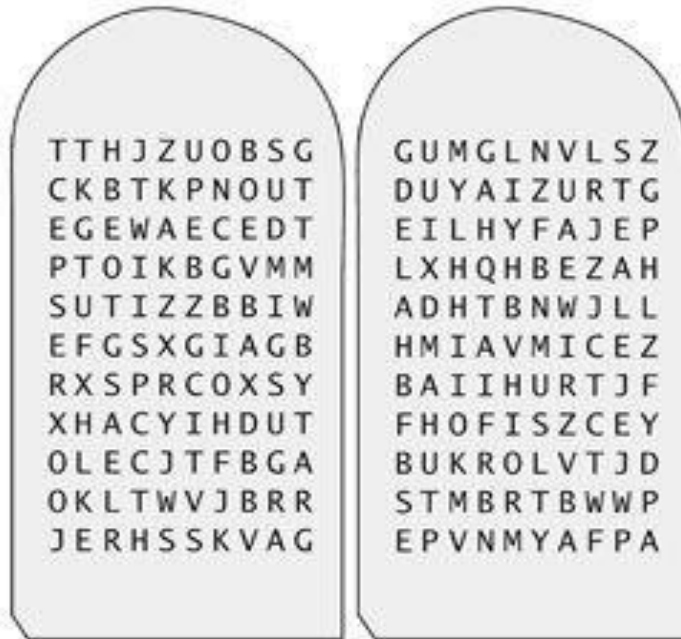 TTHJZUOBSG
CKBTKPNOUT
EGEWAECEDT
PTOIKBGVMM
SUTIZZBBIW
EFGSXGIAGB
RXSPRCOXSY
XHACYIHDUT
OLECJTFBGA
OKLTWVJBRR
JERHSSKVAG
GUMGLNVLSZ
DUYAIZURTG
EILHYFAJEP
LXHQHBEZAH
ADHTBNWJLL
HMIAVMICEZ
BAIIHURTJF
FHOFISZCEY
BUKROLVTJD
STMBRTBWWP
EPVNMYAFPA